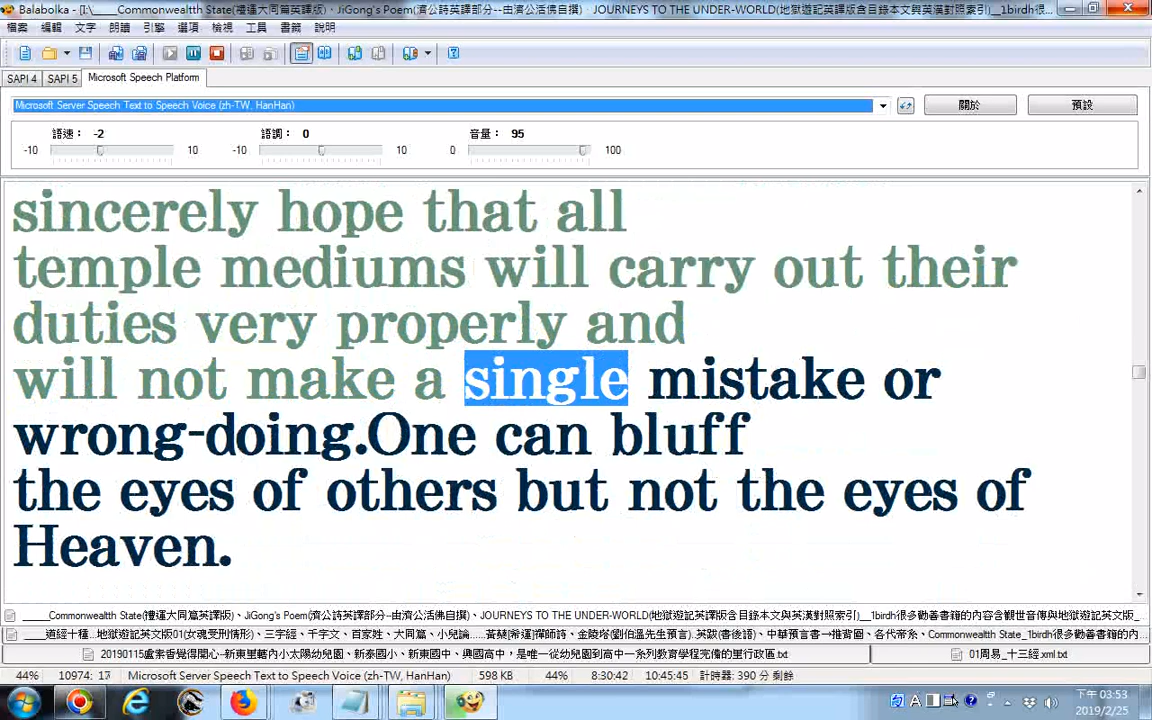 Balabolka - [I:\____Commonwealtth State(禮運大同篇英譯版)、JiGong's Poem(濟公詩英譯部分--由濟公活佛自撰)、JOURNEYS TO THE UNDER-WORLD(地獄遊記英譯版含目錄本文與英漢對照索引)__1birdh很...
檔案 編輯 文字 朗讀 引擎 選項 檢視 工具 書籤 說明
SAPI 4 SAPI 5 Microsoft Speech Platform
Microsoft Server Speech Text to Speech Voice (zh-TW, HanHan)
關於 預設
語速： -2 語調： 0 音量： 95
-10 10 -10 10 0 100
sincerely hope that all
temple mediums will carry out their
duties very properly and
will not make a single mistake or
wrong-doing.One can bluff
the eyes of others but not the eyes of
Heaven.
____Commonwealtth State(禮運大同篇英譯版)、JiGong's Poem(濟公詩英譯部分--由濟公活佛自撰)、JOURNEYS TO THE UNDER-WORLD(地獄遊記英譯版含目錄本文與英漢對照索引)__1birdh很多勸善書籍的內容含觀世音傳與地獄遊記英文版_
____道經十種...地獄遊記英文版01(女魂受刑情形)、三字經、千字文、百家姓、大同篇、小兒論......黃蘗[希運]禪師詩、金陵塔(劉伯溫先生預言).英跋(書後語)、中華預言書一推背圖、各代帝系、Commonwealtth State_1birdh很多勸善書籍的內...
20190115盧素香覺得開心--新東里轄內小太陽幼兒園、新泰國小、新東國中、興國高中，是唯一從幼兒園到高中一系列教育學程完備的里行政區.txt 01周易_十三經.xml.txt
44% 10974: 17 Microsoft Server Speech Text to Speech Voice (zh-TW, HanHan) 598 KB 44% 8:30:42 10:45:45 計時器： 390 分 剩餘
下午 03:53
2019/2/25